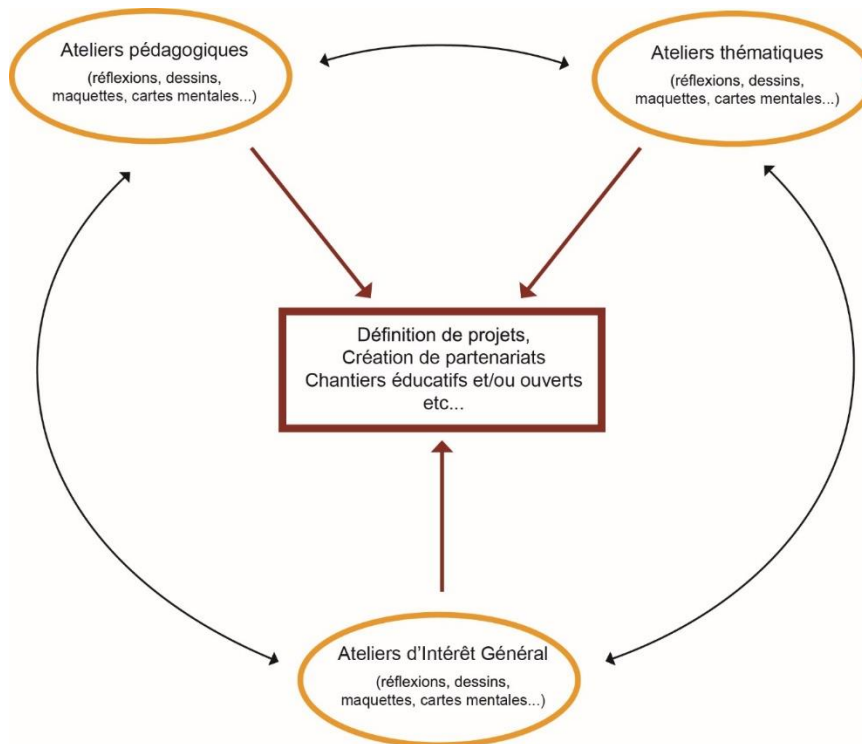 Ateliers pédagogiques
(réflexions, dessins,
maquettes, cartes mentales...)
Ateliers thématiques
(réflexions, dessins,
maquettes, cartes mentales...)
Définition de projets,
Création de partenariats
Chantiers éducatifs et/ou ouverts
etc...
Ateliers d'Intérêt Général
(réflexions, dessins,
maquettes, cartes mentales...)